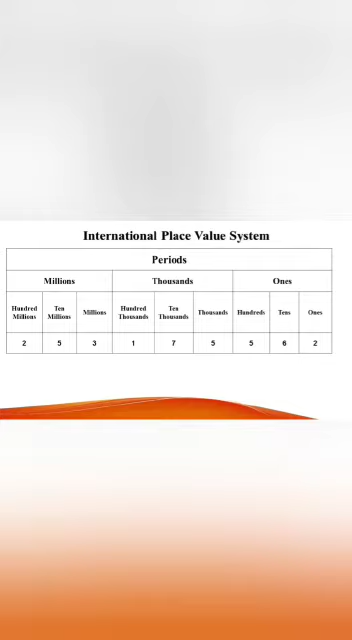 International Place Value System
Periods
Millions Thousands Ones
Hundred Millions Ten Millions Millions Hundred Thousands Ten Thousands Thousands Hundreds Tens Ones
2 5 3 1 7 5 5 6 2